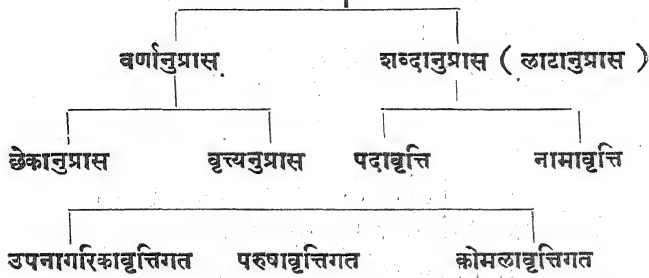 वर्णानुप्रास शब्दानुप्रास ( लाटानुप्रास )
छेकानुप्रास वृत्त्यनुप्रास पदावृत्ति नामावृत्ति
उपनागरिकावृत्तिगत परुषावृत्तिगत कोमलावृत्तिगत